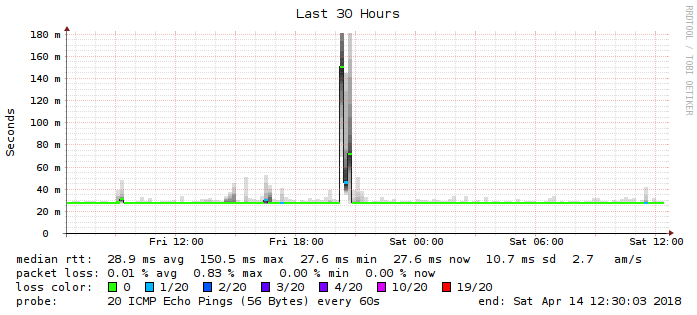 Last 30 Hours
RRDTOOL / TOBI OETIKER
Seconds
180 m
160 m
140 m
120 m
100 m
80 m
60 m
40 m
20 m
0
Fri 12:00 Fri 18:00 Sat 00:00 Sat 06:00 Sat 12:00
median rtt: 28.9 ms avg 150.5 ms max 27.6 ms min 27.6 ms now 10.7 ms sd 2.7 am/s
packet loss: 0.01 % avg 0.83 % max 0.00 % min 0.00 % now
loss color: 0 1/20 2/20 3/20 4/20 10/20 19/20
probe: 20 ICMP Echo Pings (56 Bytes) every 60s end: Sat Apr 14 12:30:03 2018